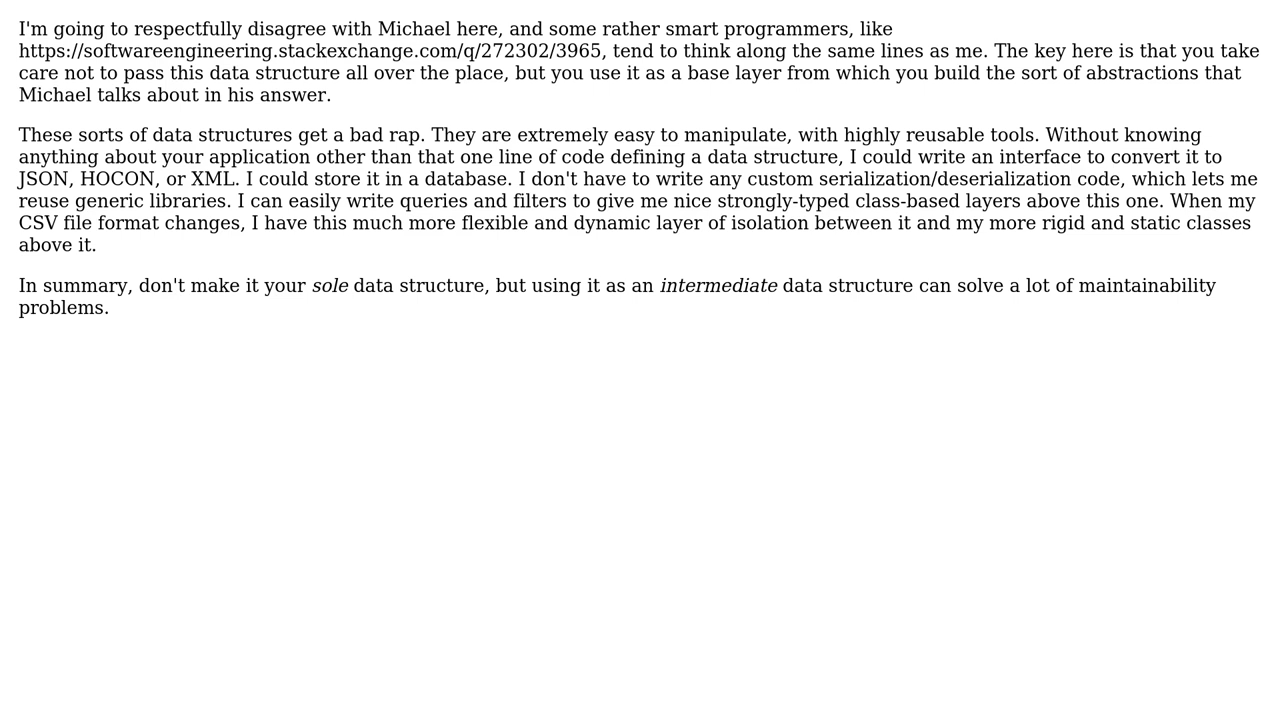 I'm going to respectfully disagree with Michael here, and some rather smart programmers, like
https://softwareengineering.stackexchange.com/q/272302/3965, tend to think along the same lines as me. The key here is that you take
care not to pass this data structure all over the place, but you use it as a base layer from which you build the sort of abstractions that
Michael talks about in his answer.
These sorts of data structures get a bad rap. They are extremely easy to manipulate, with highly reusable tools. Without knowing
anything about your application other than that one line of code defining a data structure, I could write an interface to convert it to
JSON, HOCON, or XML. I could store it in a database. I don't have to write any custom serialization/deserialization code, which lets me
reuse generic libraries. I can easily write queries and filters to give me nice strongly-typed class-based layers above this one. When my
CSV file format changes, I have this much more flexible and dynamic layer of isolation between it and my more rigid and static classes
above it.
In summary, don't make it your sole data structure, but using it as an intermediate data structure can solve a lot of maintainability
problems.